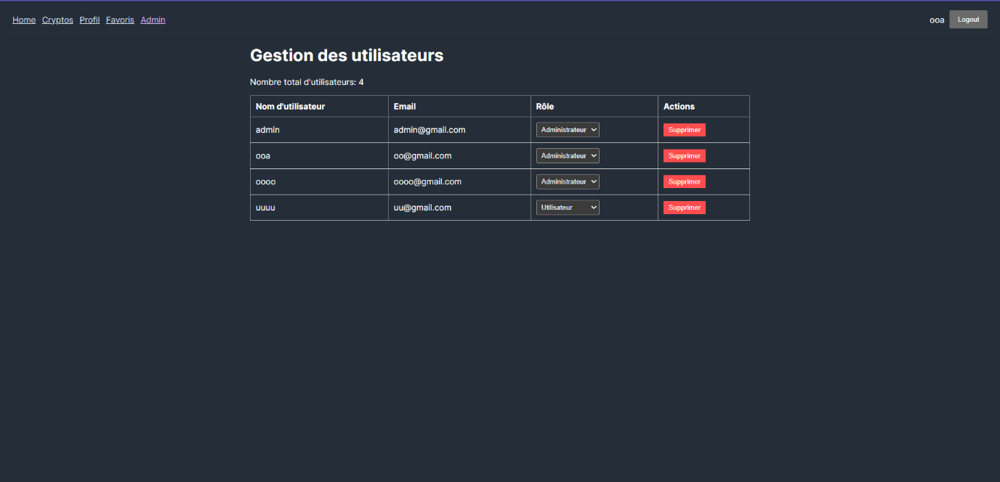 Home Cryptos Profil Favoris Admin ooa Logout
Gestion des utilisateurs
Nombre total d'utilisateurs: 4
Nom d'utilisateur Email Rôle Actions
admin admin@gmail.com Administrateur Supprimer
ooa oo@gmail.com Administrateur Supprimer
oooo oooo@gmail.com Administrateur Supprimer
uuuu uu@gmail.com Utilisateur Supprimer